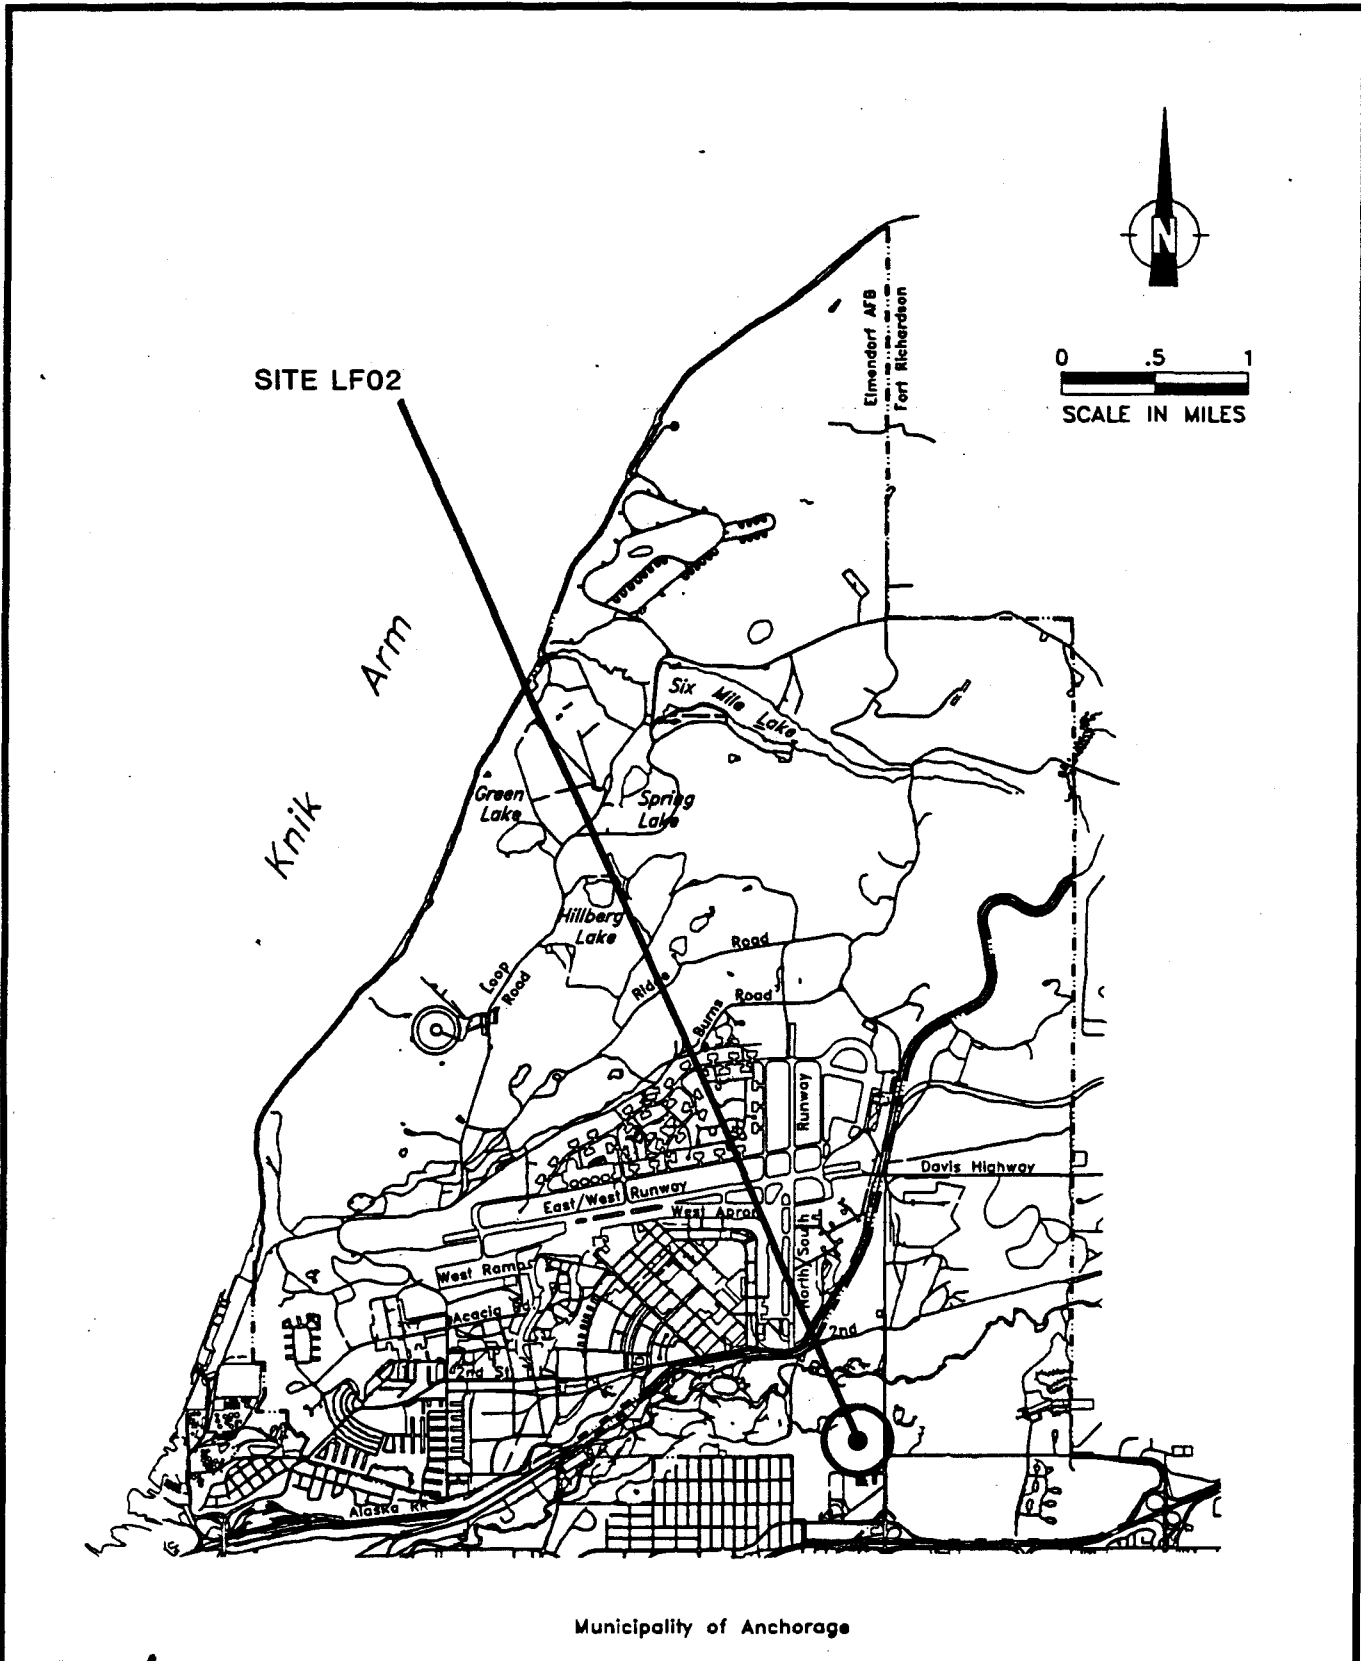 N
Elmendorf AFB
Fort Richardson
0 .5 1
SCALE IN MILES
SITE LF02
Knik Arm
Six Mile Lake
Green
Lake
Spring
Lake
Hillberg
Lake
Loop
Road
Ridge Road
Burns Road
Runway
North/South
Davis Highway
East/West Runway
West Apron
West Ramp
Acacia Rd.
2nd
2nd St
Alaska RR
Municipality of Anchorage